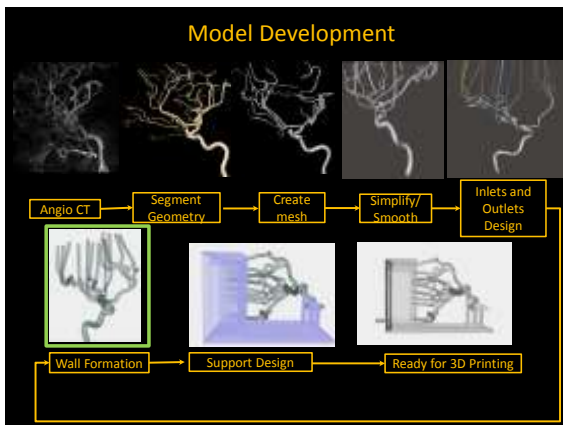 Model Development
Angio CT
Segment
Geometry
Create
mesh
Simplify/
Smooth
Inlets and
Outlets
Design
Wall Formation
Support Design
Ready for 3D Printing